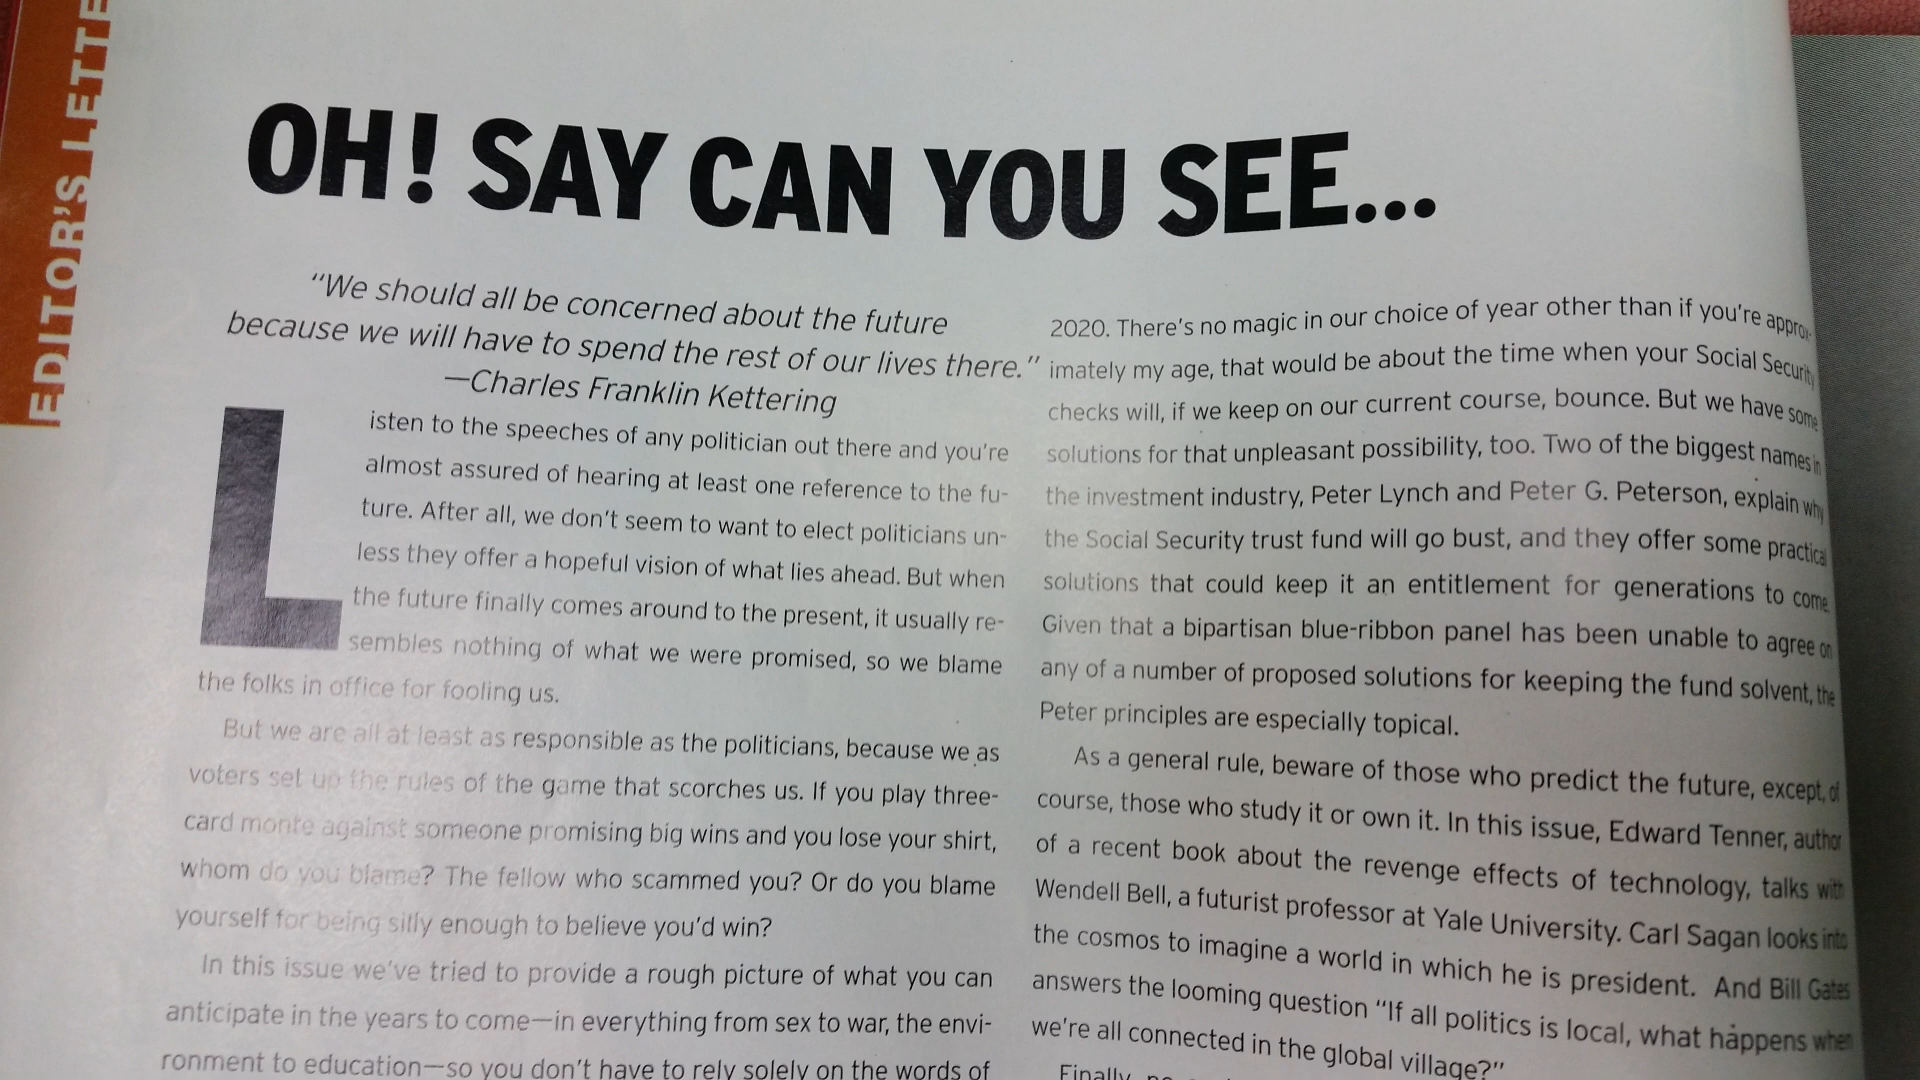 EDITOR'S LETTE
OH! SAY CAN YOU SEE...
"We should all be concerned about the future
because we will have to spend the rest of our lives there."
—Charles Franklin Kettering
Listen to the speeches of any politician out there and you're
almost assured of hearing at least one reference to the fu-
ture. After all, we don't seem to want to elect politicians un-
less they offer a hopeful vision of what lies ahead. But when
the future finally comes around to the present, it usually re-
sembles nothing of what we were promised, so we blame
the folks in office for fooling us.
But we are all at least as responsible as the politicians, because we as
voters set up the rules of the game that scorches us. If you play three-
card monte against someone promising big wins and you lose your shirt,
whom do you blame? The fellow who scammed you? Or do you blame
yourself for being silly enough to believe you'd win?
In this issue we've tried to provide a rough picture of what you can
anticipate in the years to come—in everything from sex to war, the envi-
ronment to education—so you don't have to rely solely on the words of
2020. There's no magic in our choice of year other than if you're approx-
imately my age, that would be about the time when your Social Security
checks will, if we keep on our current course, bounce. But we have some
solutions for that unpleasant possibility, too. Two of the biggest names in
the investment industry, Peter Lynch and Peter G. Peterson, explain why
the Social Security trust fund will go bust, and they offer some practical
solutions that could keep it an entitlement for generations to come.
Given that a bipartisan blue-ribbon panel has been unable to agree on
any of a number of proposed solutions for keeping the fund solvent, the
Peter principles are especially topical.
As a general rule, beware of those who predict the future, except, of
course, those who study it or own it. In this issue, Edward Tenner, author
of a recent book about the revenge effects of technology, talks with
Wendell Bell, a futurist professor at Yale University. Carl Sagan looks into
the cosmos to imagine a world in which he is president. And Bill Gates
answers the looming question "If all politics is local, what happens when
we're all connected in the global village?"
Finally,